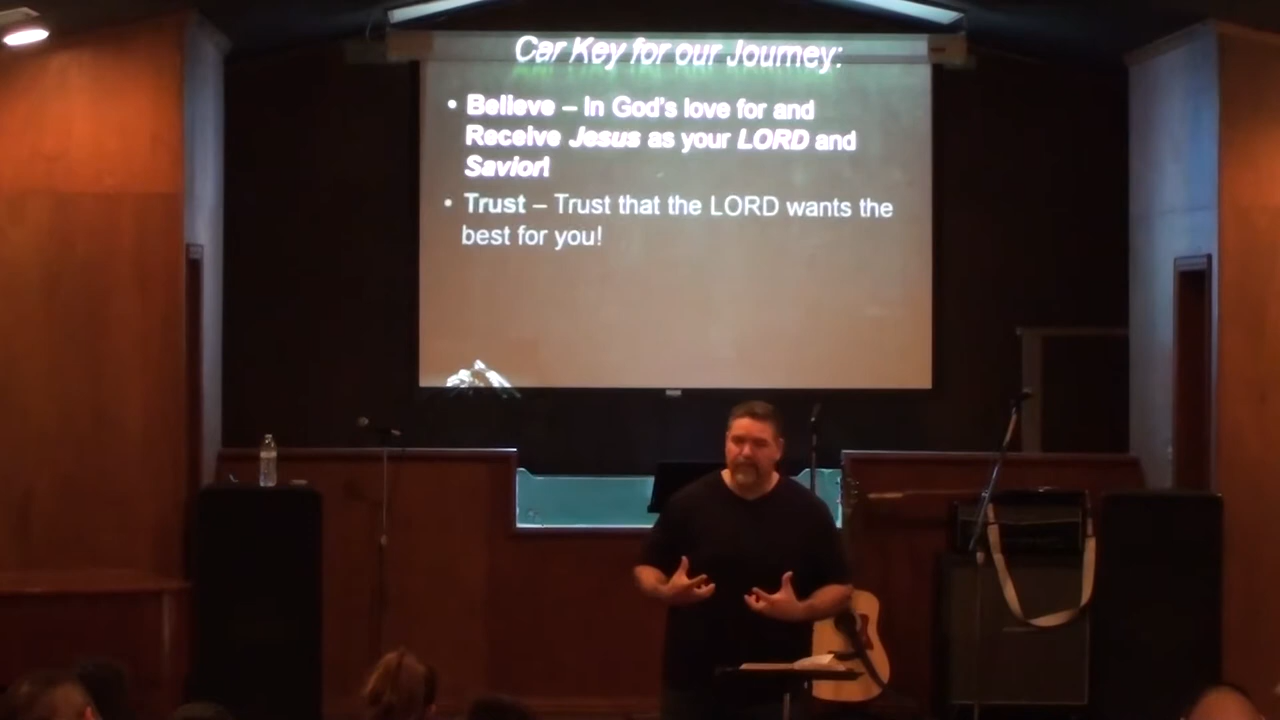 Car Key for our Journey:
• Believe – In God's love for and
Receive Jesus as your LORD and
Savior!
• Trust – Trust that the LORD wants the
best for you!